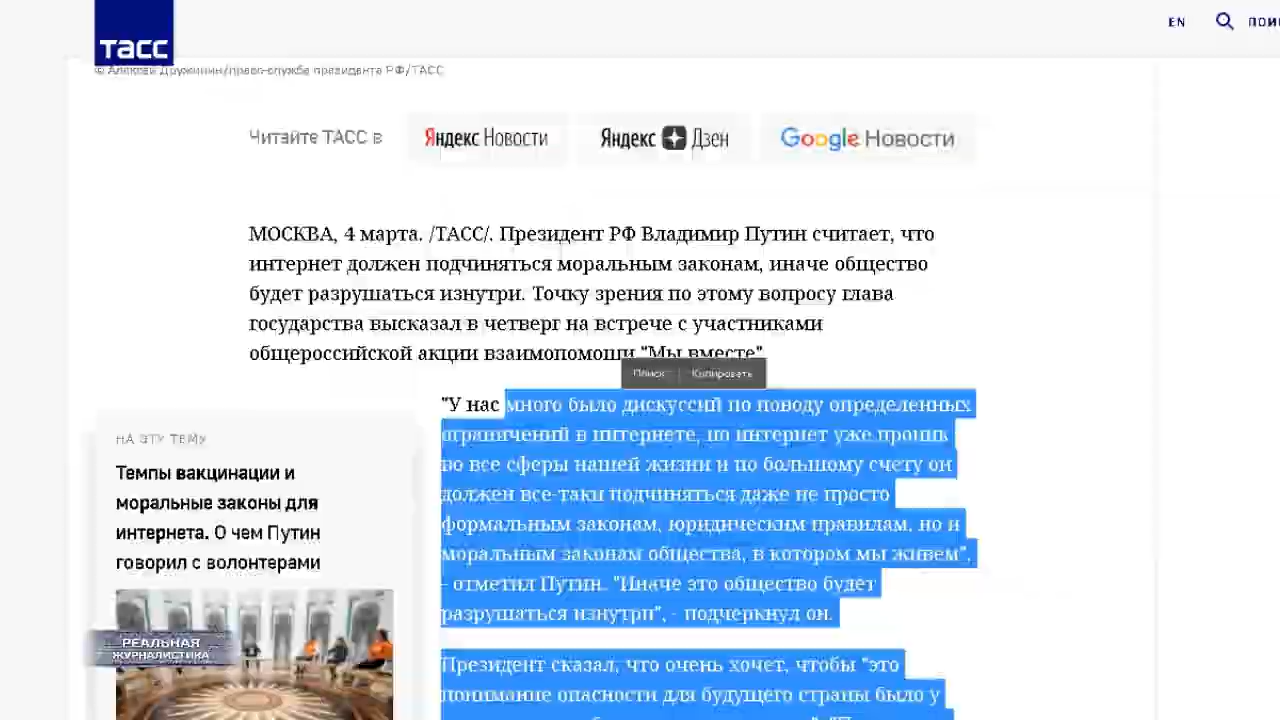 ТАСС
EN
ПОИ
© Алексей Дружинин/пресс-служба президента РФ/ТАСС
Читайте ТАСС в
Яндекс Новости
Яндекс Дзен
Google Новости
МОСКВА, 4 марта. /ТАСС/. Президент РФ Владимир Путин считает, что
интернет должен подчиняться моральным законам, иначе общество
будет разрушаться изнутри. Точку зрения по этому вопросу глава
государства высказал в четверг на встрече с участниками
общероссийской акции взаимопомощи "Мы вместе".
Поиск
Копировать
"У нас много было дискуссий по поводу определенных
ограничений в интернете, но интернет уже проник
во все сферы нашей жизни и по большому счету он
должен все-таки подчиняться даже не просто
формальным законам, юридическим правилам, но и
моральным законам общества, в котором мы живем",
- отметил Путин. "Иначе это общество будет
разрушаться изнутри", - подчеркнул он.
Президент сказал, что очень хочет, чтобы "это
понимание опасности для будущего страны было у
НА ЭТУ ТЕМУ
Темпы вакцинации и
моральные законы для
интернета. О чем Путин
говорил с волонтерами
РЕАЛЬНАЯ
ЖУРНАЛИСТИКА